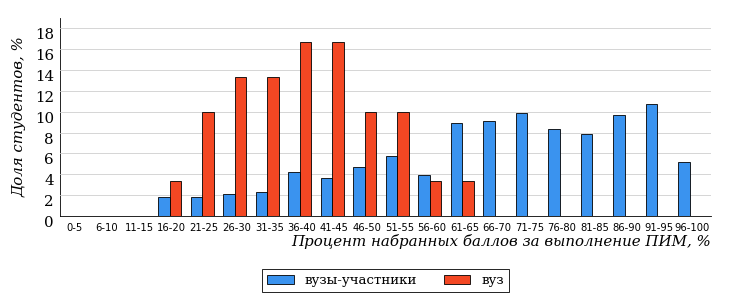 Доля студентов, %
18
16
14
12
10
8
6
4
2
0
0-5 6-10 11-15 16-20 21-25 26-30 31-35 36-40 41-45 46-50 51-55 56-60 61-65 66-70 71-75 76-80 81-85 86-90 91-95 96-100
Процент набранных баллов за выполнение ПИМ, %
вузы-участники вуз